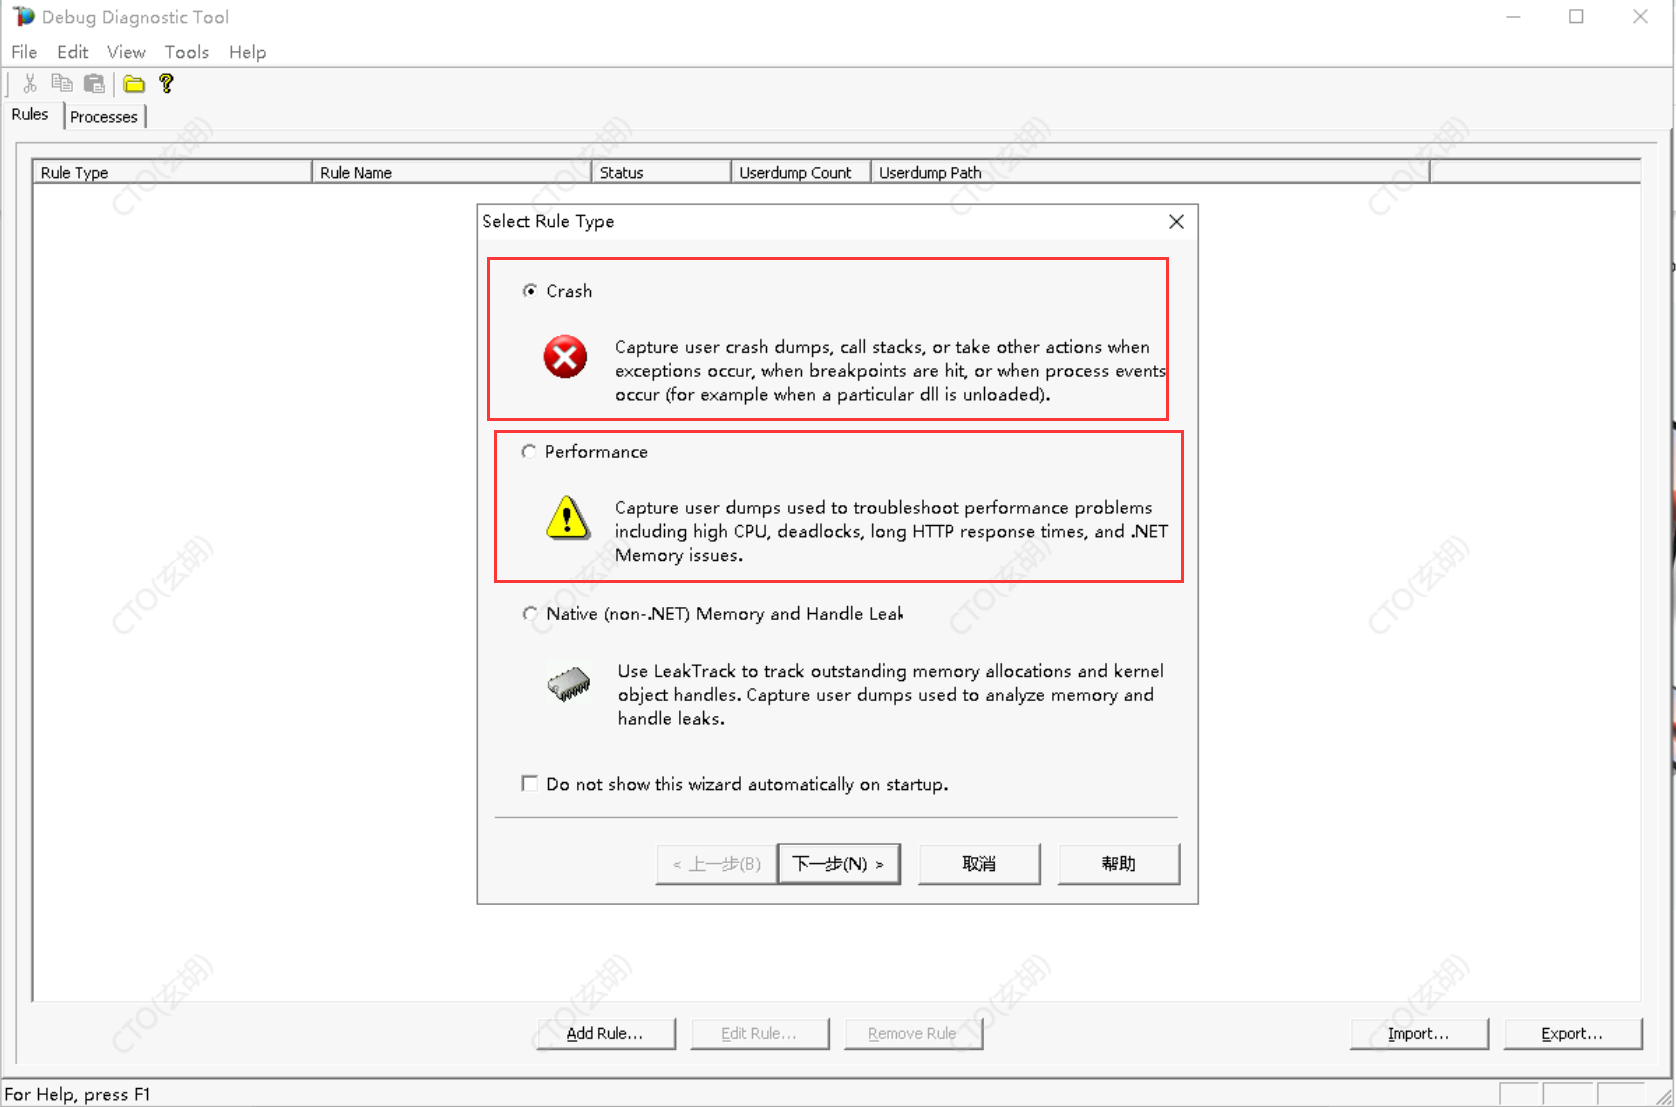 Debug Diagnostic Tool
File Edit View Tools Help
Rules Processes
Rule Type Rule Name Status Userdump Count Userdump Path
Select Rule Type
Crash
Capture user crash dumps, call stacks, or take other actions when
exceptions occur, when breakpoints are hit, or when process events
occur (for example when a particular dll is unloaded).
Performance
Capture user dumps used to troubleshoot performance problems
including high CPU, deadlocks, long HTTP response times, and .NET
Memory issues.
Native (non-.NET) Memory and Handle Leak
Use LeakTrack to track outstanding memory allocations and kernel
object handles. Capture user dumps used to analyze memory and
handle leaks.
Do not show this wizard automatically on startup.
< 上一步(B) 下一步(N) > 取消 帮助
Add Rule... Edit Rule... Remove Rule Import... Export...
For Help, press F1
CTO(玄胡)
CTO(玄胡)
CTO(玄胡)
CTO(玄胡)
CTO(玄胡)
CTO(玄胡)
CTO(玄胡)
CTO(玄胡)
CTO(玄胡)
CTO(玄胡)
CTO(玄胡)
CTO(玄胡)